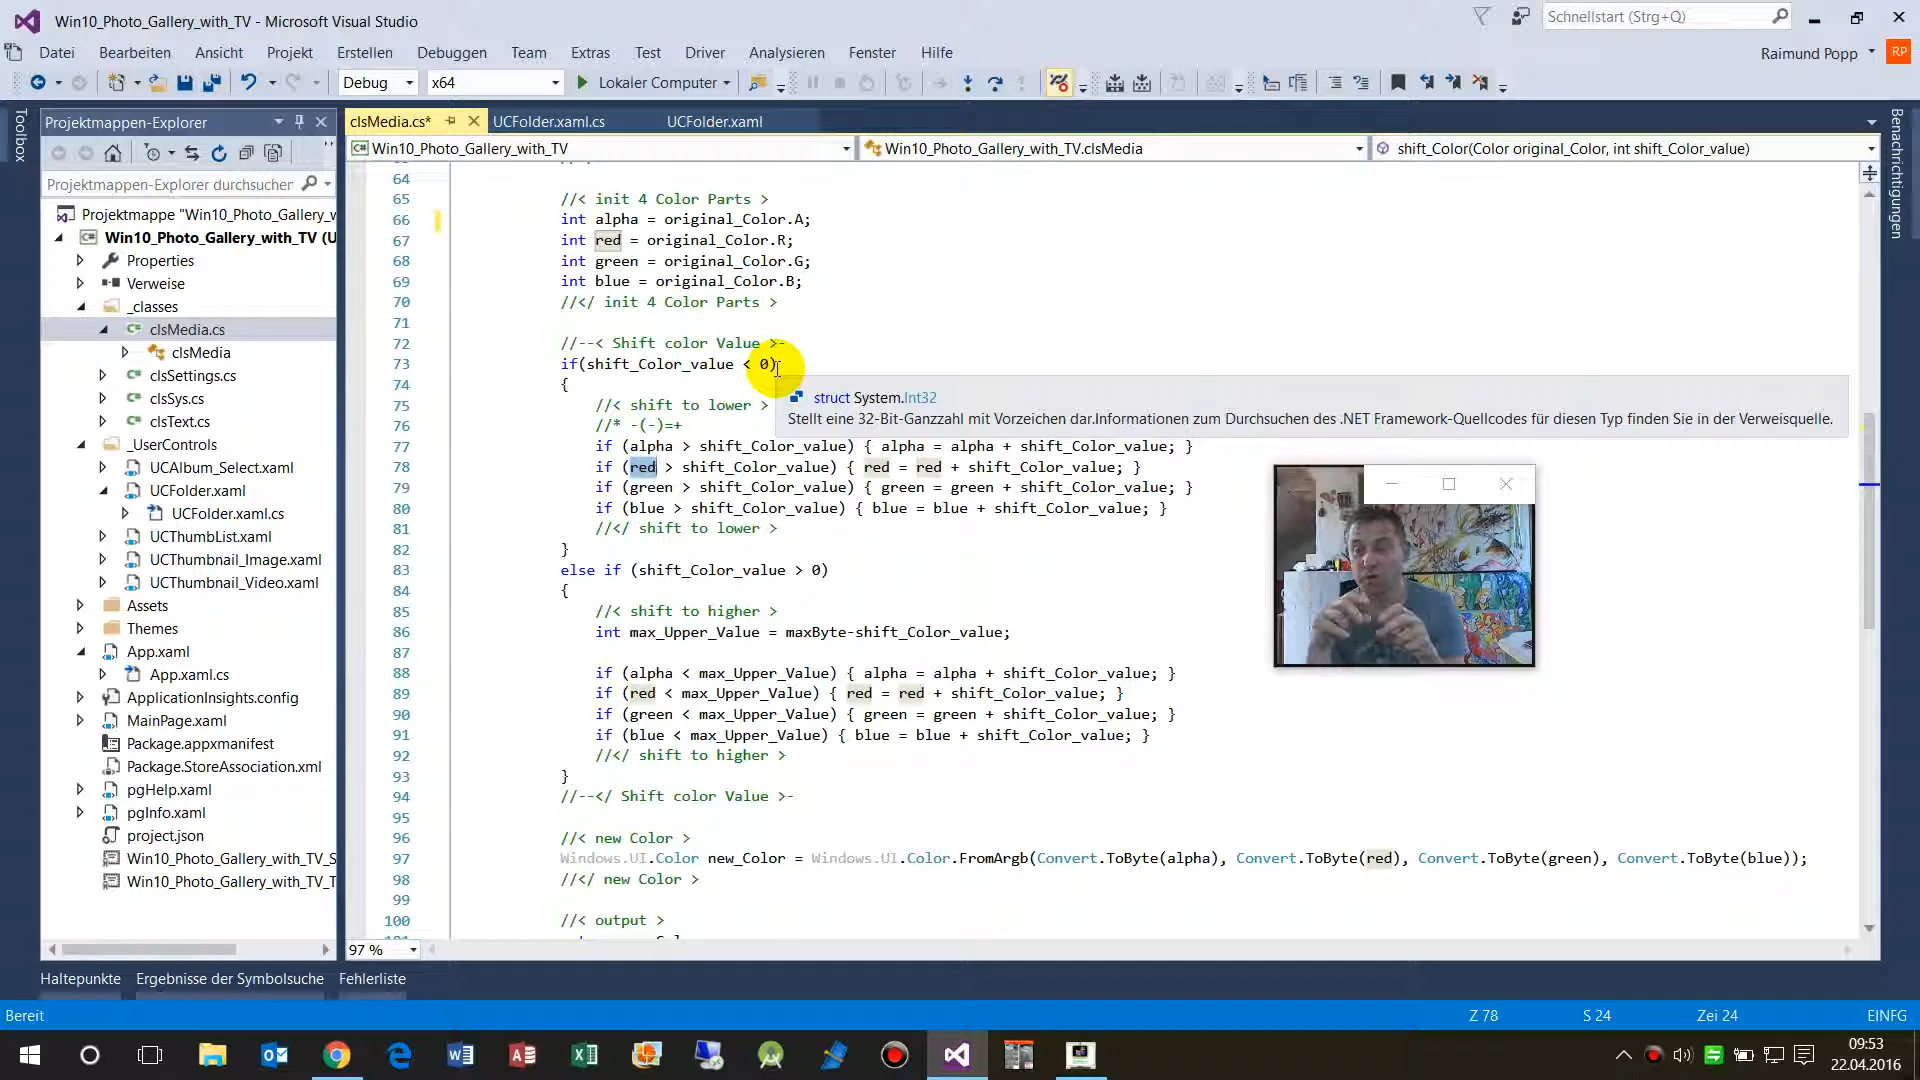 Win10_Photo_Gallery_with_TV - Microsoft Visual Studio
Schnellstart (Strg+Q)
Datei Bearbeiten Ansicht Projekt Erstellen Debuggen Team Extras Test Driver Analysieren Fenster Hilfe
Raimund Popp RP
Debug x64 Lokaler Computer
Toolbox
Projektmappen-Explorer
Projektmappen-Explorer durchsuchen
Projektmappe "Win10_Photo_Gallery_w
Win10_Photo_Gallery_with_TV (U
Properties
Verweise
_classes
clsMedia.cs
clsMedia
clsSettings.cs
clsSys.cs
clsText.cs
_UserControls
UCAlbum_Select.xaml
UCFolder.xaml
UCFolder.xaml.cs
UCThumbList.xaml
UCThumbnail_Image.xaml
UCThumbnail_Video.xaml
Assets
Themes
App.xaml
App.xaml.cs
ApplicationInsights.config
MainPage.xaml
Package.appxmanifest
Package.StoreAssociation.xml
pgHelp.xaml
pgInfo.xaml
project.json
Win10_Photo_Gallery_with_TV_S
Win10_Photo_Gallery_with_TV_T
clsMedia.cs* UCFolder.xaml.cs UCFolder.xaml
Win10_Photo_Gallery_with_TV Win10_Photo_Gallery_with_TV.clsMedia shift_Color(Color original_Color, int shift_Color_value)
Benachrichtigungen
64
65 //< init 4 Color Parts >
66 int alpha = original_Color.A;
67 int red = original_Color.R;
68 int green = original_Color.G;
69 int blue = original_Color.B;
70 //</ init 4 Color Parts >
71
72 //--< Shift color Value >-
73 if(shift_Color_value < 0)
74 {
75 //< shift to lower >
76 //* -(-)=+
77 if (alpha > shift_Color_value) { alpha = alpha + shift_Color_value; }
78 if (red > shift_Color_value) { red = red + shift_Color_value; }
79 if (green > shift_Color_value) { green = green + shift_Color_value; }
80 if (blue > shift_Color_value) { blue = blue + shift_Color_value; }
81 //</ shift to lower >
82 }
83 else if (shift_Color_value > 0)
84 {
85 //< shift to higher >
86 int max_Upper_Value = maxByte-shift_Color_value;
87
88 if (alpha < max_Upper_Value) { alpha = alpha + shift_Color_value; }
89 if (red < max_Upper_Value) { red = red + shift_Color_value; }
90 if (green < max_Upper_Value) { green = green + shift_Color_value; }
91 if (blue < max_Upper_Value) { blue = blue + shift_Color_value; }
92 //</ shift to higher >
93 }
94 //--</ Shift color Value >-
95
96 //< new Color >
97 Windows.UI.Color new_Color = Windows.UI.Color.FromArgb(Convert.ToByte(alpha), Convert.ToByte(red), Convert.ToByte(green), Convert.ToByte(blue));
98 //</ new Color >
99
100 //< output >
struct System.Int32
Stellt eine 32-Bit-Ganzzahl mit Vorzeichen dar.Informationen zum Durchsuchen des .NET Framework-Quellcodes für diesen Typ finden Sie in der Verweisquelle.
97 %
Haltepunkte Ergebnisse der Symbolsuche Fehlerliste
Bereit Z 78 S 24 Zei 24 EINFG
09:53
22.04.2016